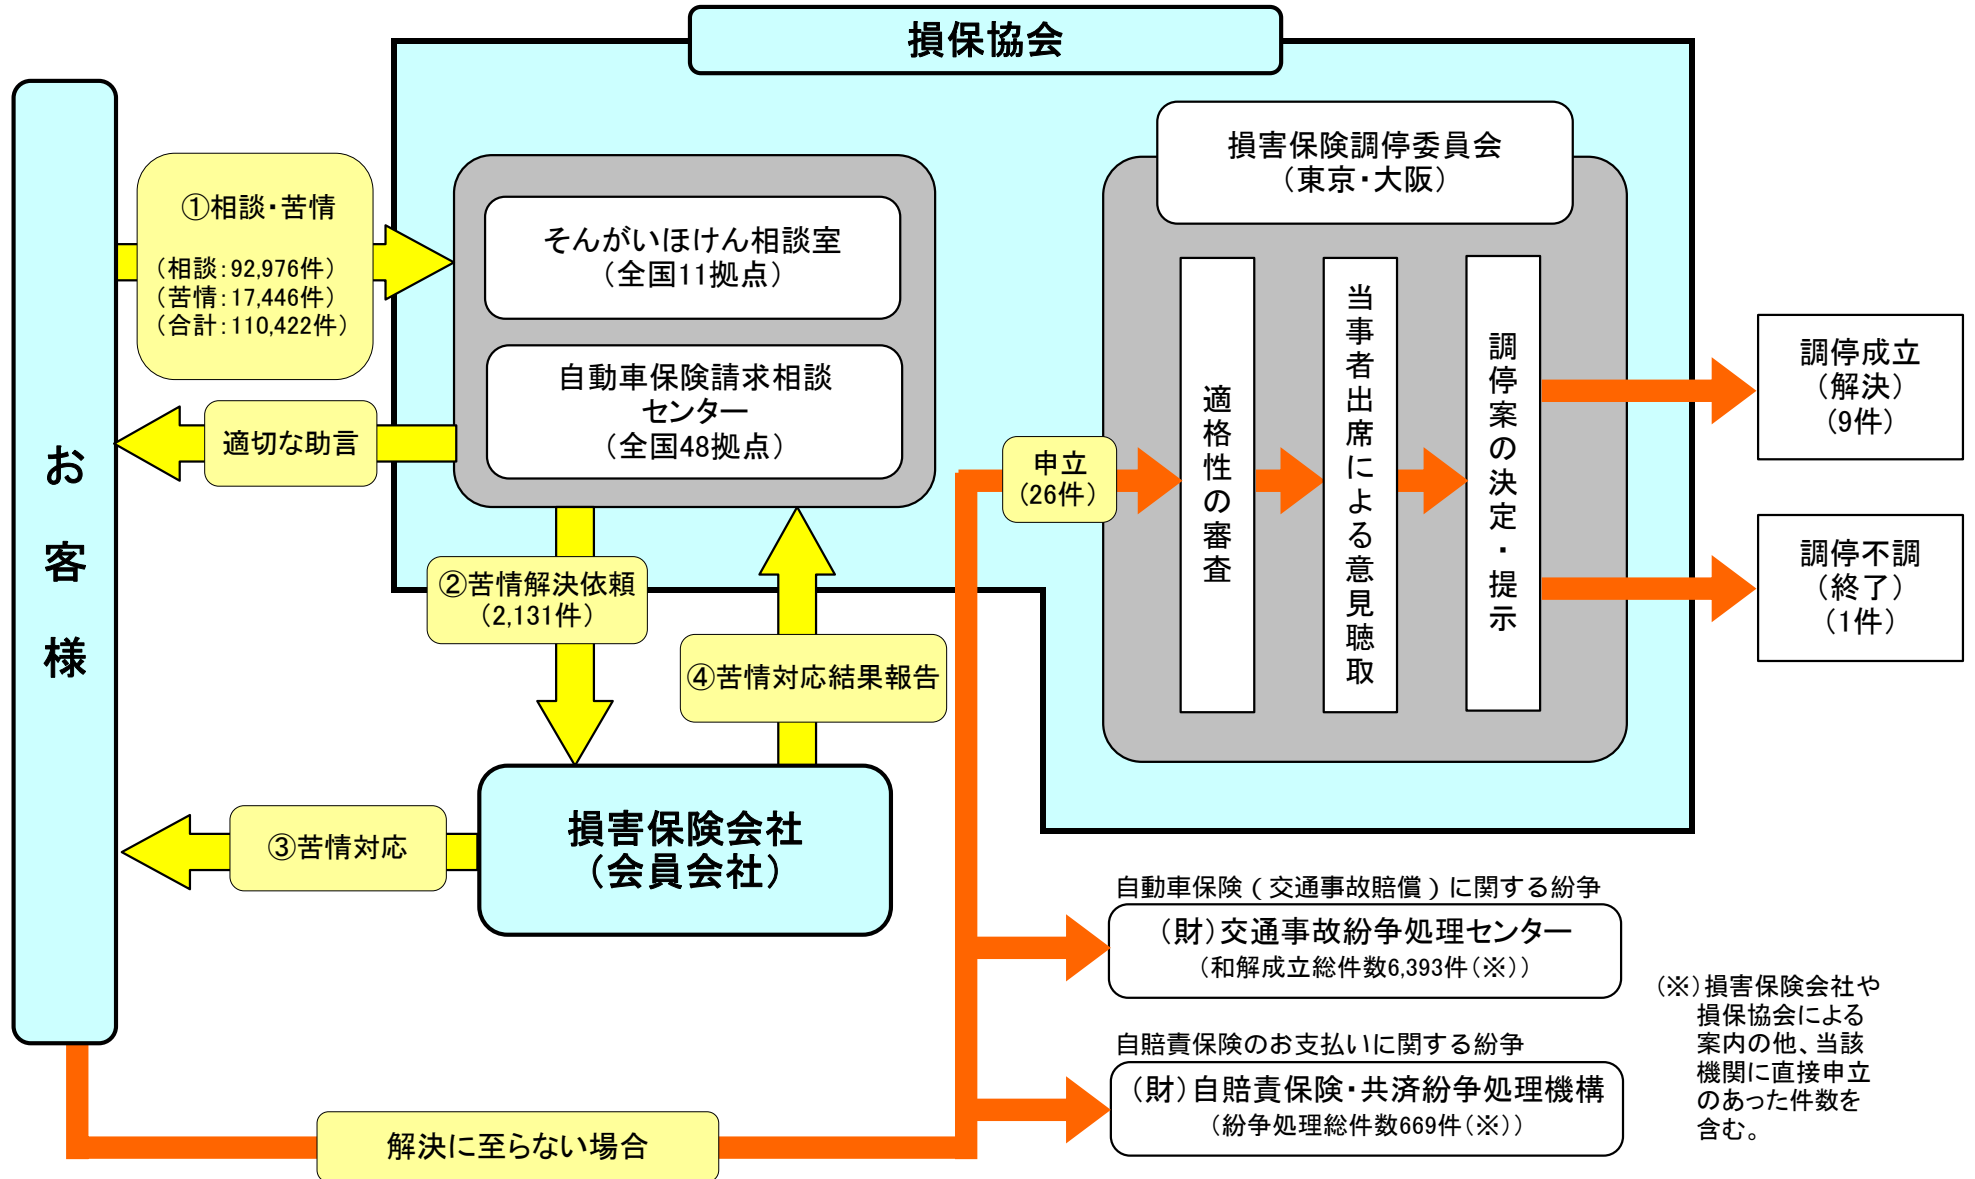 損保協会
お客様
①相談・苦情
（相談：92,976件）
（苦情：17,446件）
（合計：110,422件）
そんがいほけん相談室
（全国11拠点）
自動車保険請求相談
センター
（全国48拠点）
適切な助言
②苦情解決依頼
（2,131件）
④苦情対応結果報告
③苦情対応
損害保険会社
（会員会社）
解決に至らない場合
申立
（26件）
損害保険調停委員会
（東京・大阪）
適格性の審査
当事者出席による意見聴取
調停案の決定・提示
調停成立
（解決）
（9件）
調停不調
（終了）
（1件）
自動車保険（交通事故賠償）に関する紛争
（財）交通事故紛争処理センター
（和解成立総件数6,393件（※））
自賠責保険のお支払いに関する紛争
（財）自賠責保険・共済紛争処理機構
（紛争処理総件数669件（※））
（※）損害保険会社や
損保協会による
案内の他、当該
機関に直接申立
のあった件数を
含む。